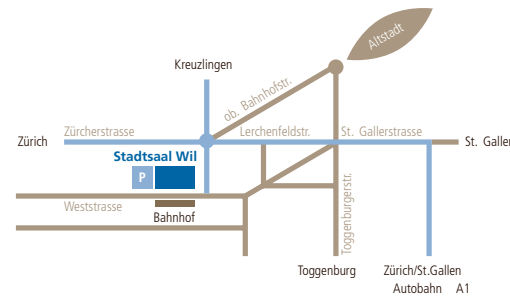 Altstadt
Kreuzlingen
ob. Bahnhofstr.
Zürich
Zürcherstrasse
Lerchenfeldstr.
St. Gallerstrasse
St. Galler
Stadtsaal Wil
P
Weststrasse
Bahnhof
Toggenburgerstr.
Toggenburg
Zürich/St.Gallen
Autobahn A1